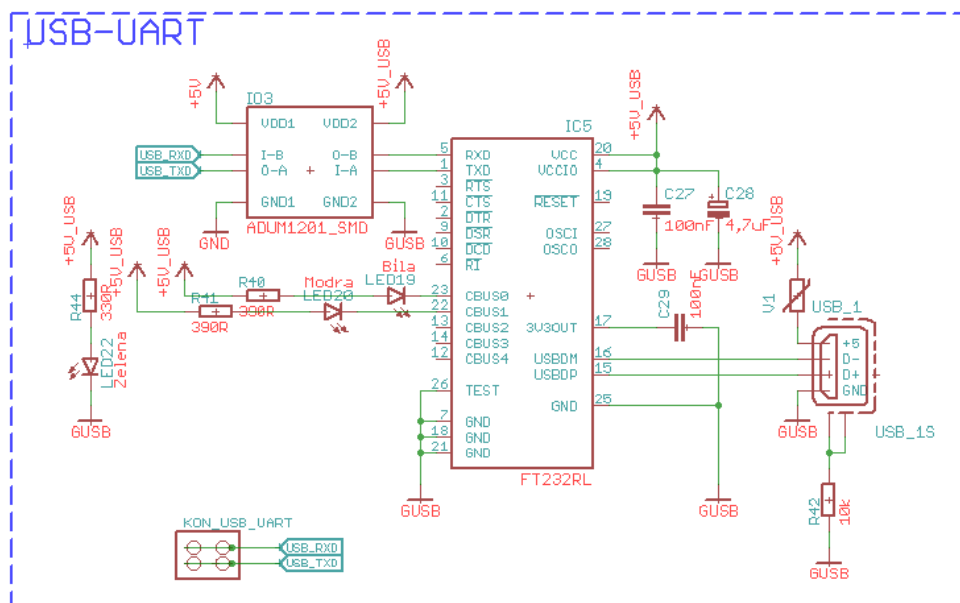 USB-UART
IO3
+5V
+5V_USB
VDD1 VDD2
I-B O-B
O-A I-A
GND1 GND2
ADUM1201_SMD
USB_RXD
USB_TXD
GND
GUSB
IC5
5 RXD
1 TXD
3 RTS
11 CTS
2 DTR
9 DSR
10 DCD
6 RI
23 CBUS0
22 CBUS1
13 CBUS2
14 CBUS3
12 CBUS4
26 TEST
7 GND
18 GND
21 GND
VCC 20
VCCIO 4
RESET 19
OSCI 27
OSCO 28
3V3OUT 17
USBDM 16
USBDP 15
GND 25
FT232RL
GUSB
GUSB
+5V_USB
C27
100nF
C28
4,7uF
GUSB
GUSB
C29
100nF
+5V_USB
R44
330R
LED22
Zelena
GUSB
+5V_USB
+5V_USB
R40
390R
R41
390R
Modra
LED20
Bila
LED19
+5V_USB
V1
USB_1
+5
D-
D+
GND
GUSB
USB_1S
R42
10k
GUSB
KON_USB_UART
USB_RXD
USB_TXD